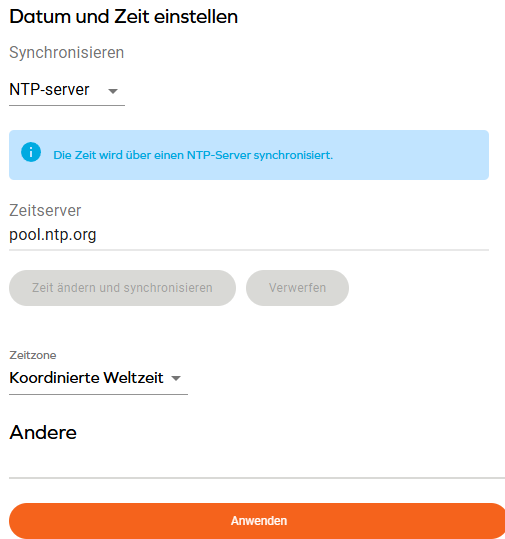 Datum und Zeit einstellen
Synchronisieren
NTP-server
Die Zeit wird über einen NTP-Server synchronisiert.
Zeitserver
pool.ntp.org
Zeit ändern und synchronisieren
Verwerfen
Zeitzone
Koordinierte Weltzeit
Andere
Anwenden